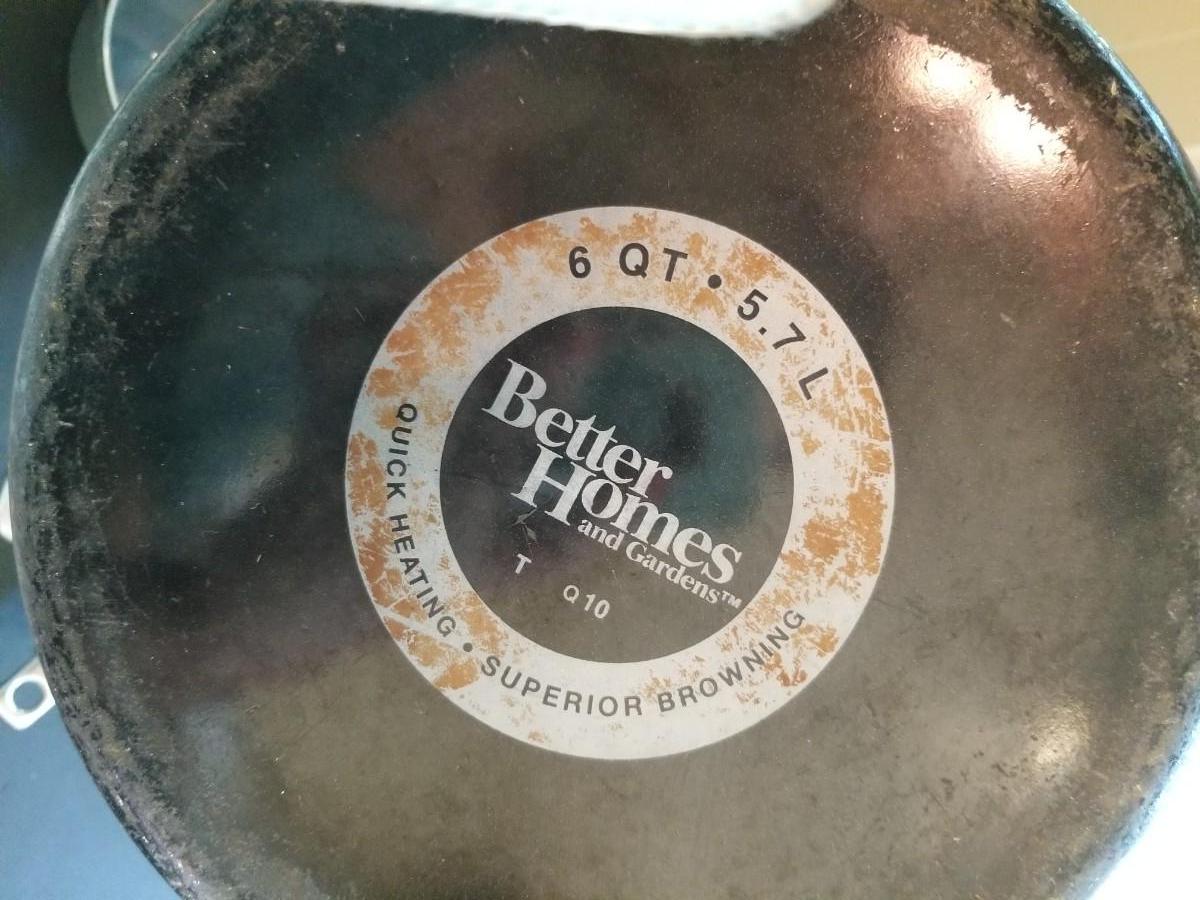 6 QT • 5.7 L
Better
Homes
and Gardens™
T Q10
QUICK HEATING • SUPERIOR BROWNING